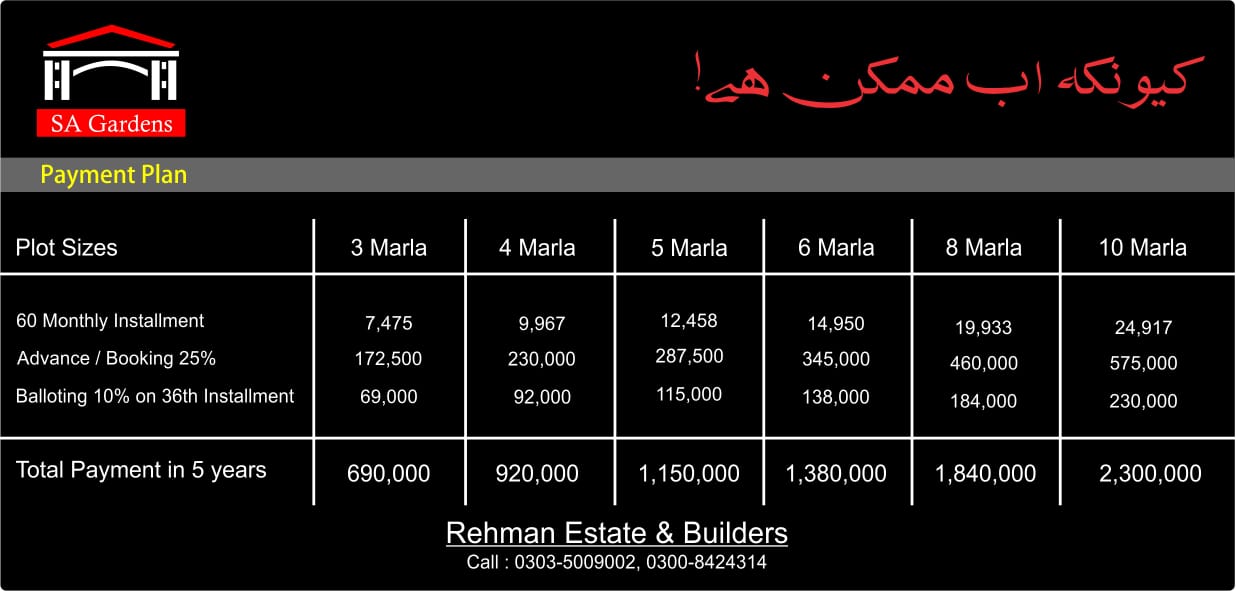 SA Gardens
کیونکہ اب ممکن ھے!
Payment Plan
Plot Sizes 3 Marla 4 Marla 5 Marla 6 Marla 8 Marla 10 Marla
60 Monthly Installment 7,475 9,967 12,458 14,950 19,933 24,917
Advance / Booking 25% 172,500 230,000 287,500 345,000 460,000 575,000
Balloting 10% on 36th Installment 69,000 92,000 115,000 138,000 184,000 230,000
Total Payment in 5 years 690,000 920,000 1,150,000 1,380,000 1,840,000 2,300,000
Rehman Estate & Builders
Call : 0303-5009002, 0300-8424314